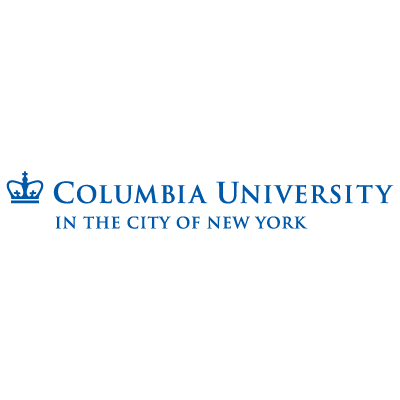 COLUMBIA UNIVERSITY
IN THE CITY OF NEW YORK